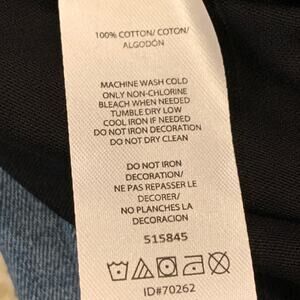 100% COTTON/ COTON/
ALGODÓN
MACHINE WASH COLD
ONLY NON-CHLORINE
BLEACH WHEN NEEDED
TUMBLE DRY LOW
COOL IRON IF NEEDED
DO NOT IRON DECORATION
DO NOT DRY CLEAN
DO NOT IRON
DECORATION/
NE PAS REPASSER LE
DECORER/
NO PLANCHES LA
DECORACION
515845
ID#70262